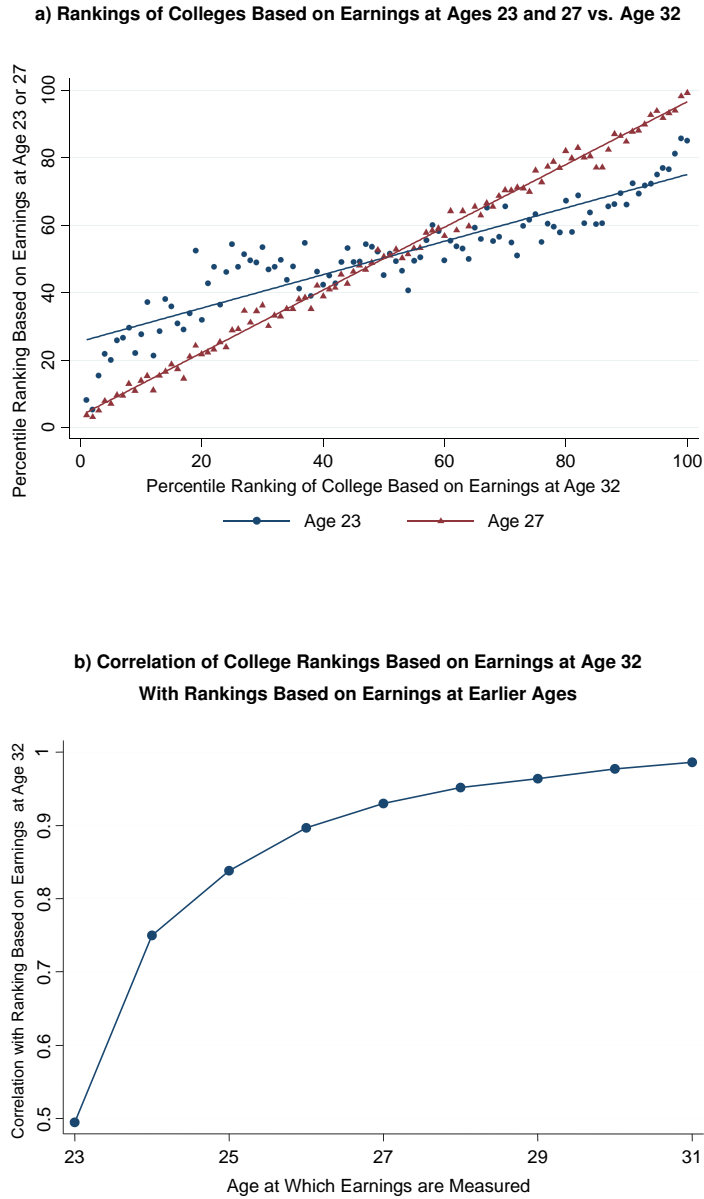 a) Rankings of Colleges Based on Earnings at Ages 23 and 27 vs. Age 32
Percentile Ranking Based on Earnings at Age 23 or 27
100
80
60
40
20
0
0 20 40 60 80 100
Percentile Ranking of College Based on Earnings at Age 32
Age 23 Age 27
b) Correlation of College Rankings Based on Earnings at Age 32
With Rankings Based on Earnings at Earlier Ages
Correlation with Ranking Based on Earnings at Age 32
1
0.9
0.8
0.7
0.6
0.5
23 25 27 29 31
Age at Which Earnings are Measured